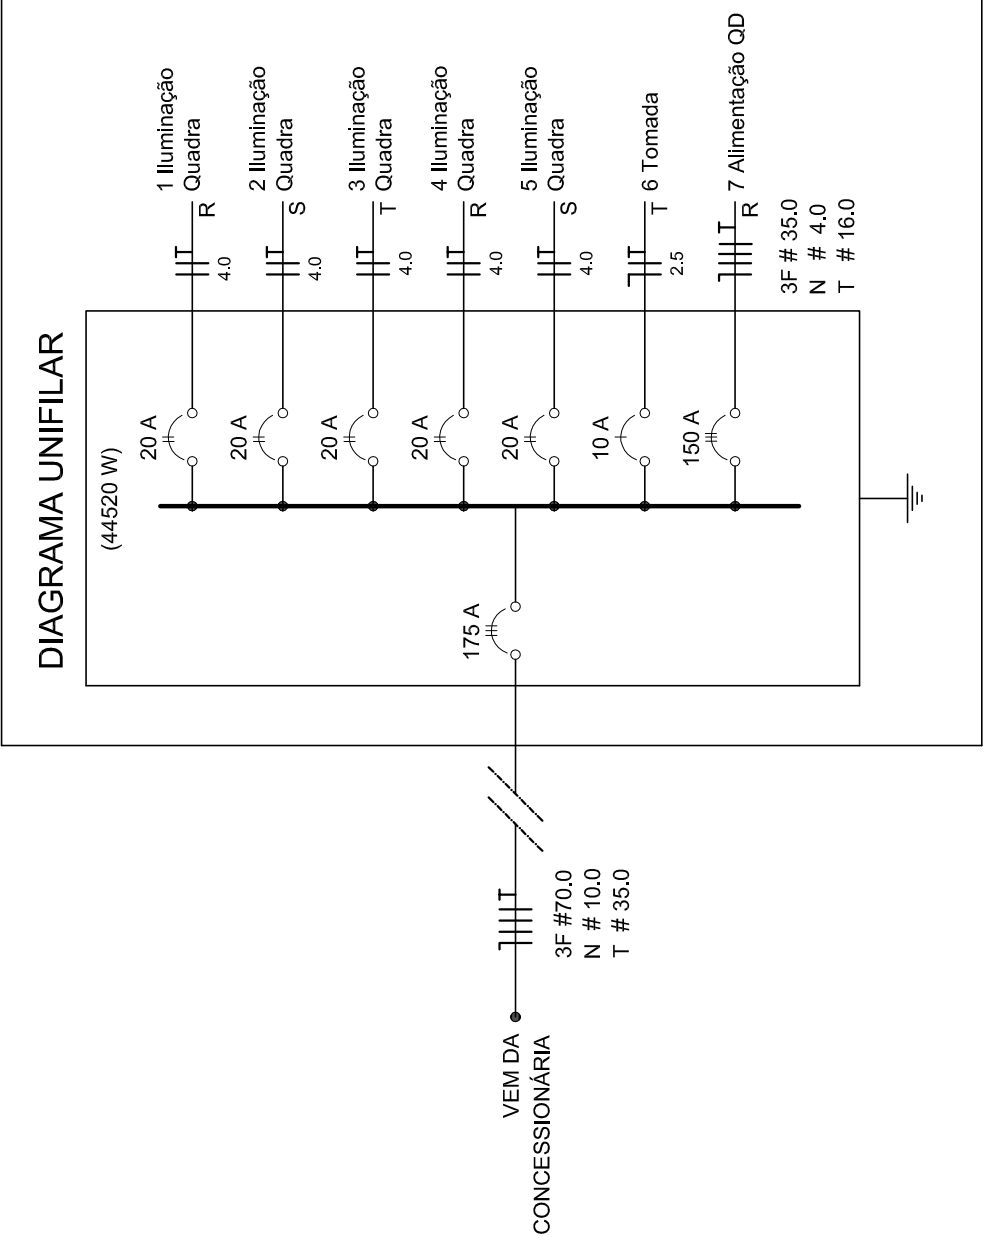 DIAGRAMA UNIFILAR
(44520 W)
VEM DA
CONCESSIONÁRIA
3F #70.0
N # 10.0
T # 35.0
175 A
20 A
4.0
R
1 Iluminação
Quadra
20 A
4.0
S
2 Iluminação
Quadra
20 A
4.0
T
3 Iluminação
Quadra
20 A
4.0
R
4 Iluminação
Quadra
20 A
4.0
S
5 Iluminação
Quadra
10 A
2.5
T
6 Tomada
150 A
R
7 Alimentação QD
3F # 35.0
N # 4.0
T # 16.0